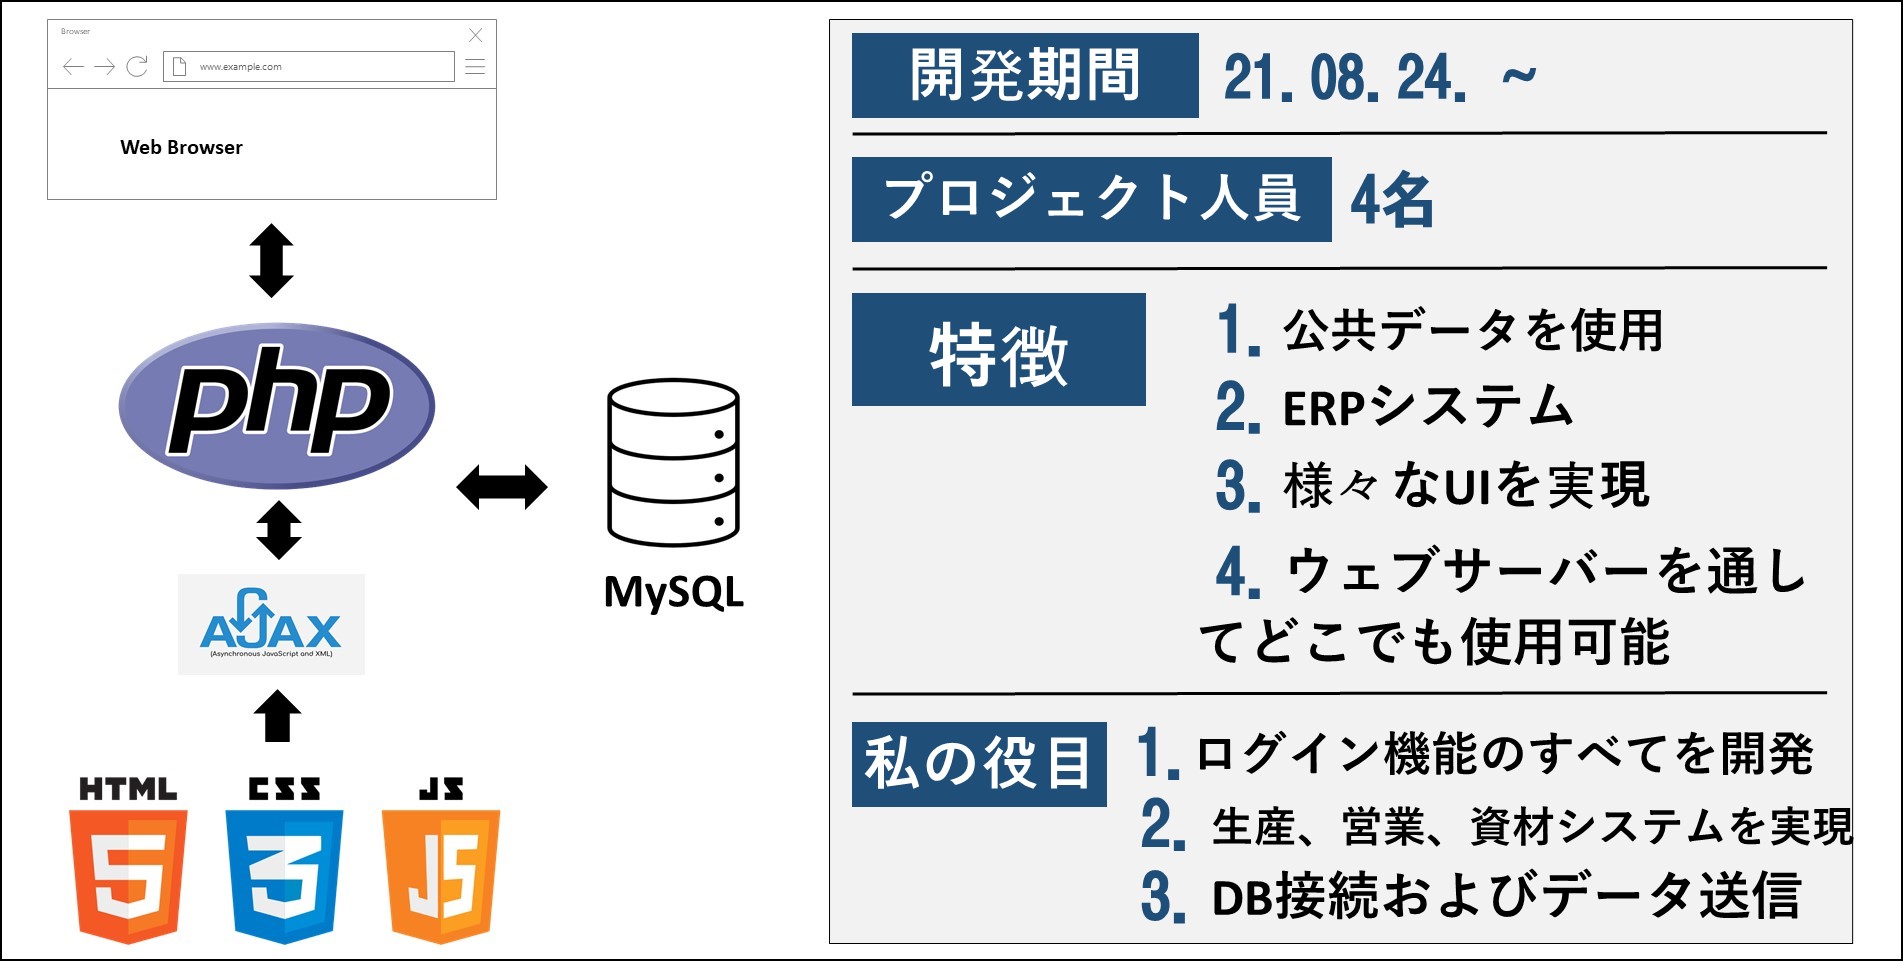 Browser
www.example.com
Web Browser
php
MySQL
AJAX
(Asynchronous JavaScript and XML)
HTML
CSS
JS
5
3
JS
開発期間
21. 08. 24. ~
プロジェクト人員
4名
特徴
1. 公共データを使用
2. ERPシステム
3. 様々なUIを実現
4. ウェブサーバーを通し
てどこでも使用可能
私の役目
1. ログイン機能のすべてを開発
2. 生産、営業、資材システムを実現
3. DB接続およびデータ送信